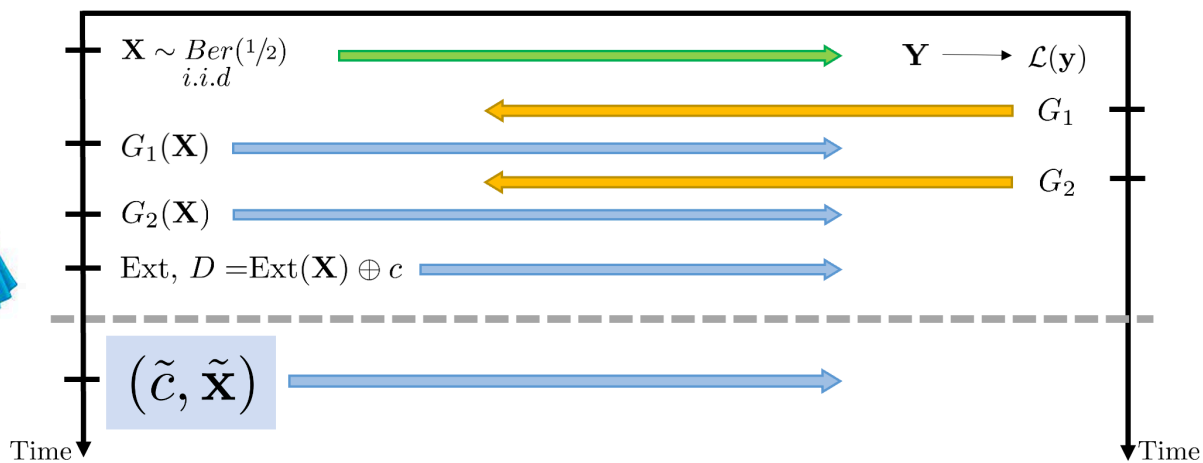 𝐗 ∼ Ber(1/2)
i.i.d
𝐘 ⟶ ℒ(𝐲)
G₁
G₁(𝐗)
G₂
G₂(𝐗)
Ext, D =Ext(𝐗) ⊕ c
(c̃, 𝐱̃)
Time
Time